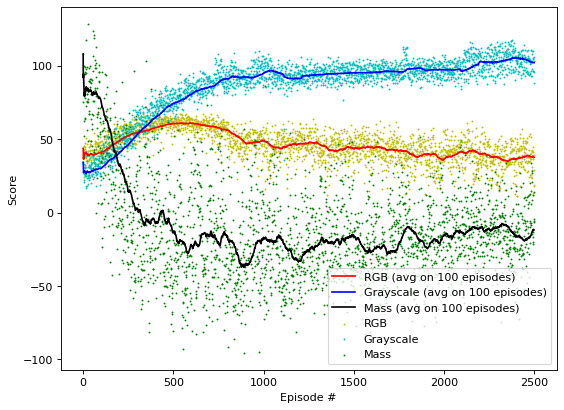 100
50
0
−50
−100
Score
0
500
1000
1500
2000
2500
Episode #
RGB (avg on 100 episodes)
Grayscale (avg on 100 episodes)
Mass (avg on 100 episodes)
RGB
Grayscale
Mass